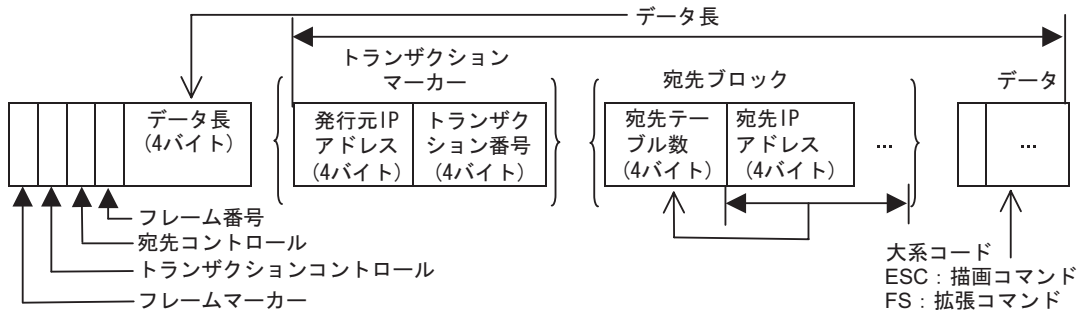 データ長
トランザクション
マーカー
宛先ブロック
データ
データ長
(4バイト)
発行元IP
アドレス
(4バイト)
トランザク
ション番号
(4バイト)
宛先テー
ブル数
(4バイト)
宛先IP
アドレス
(4バイト)
...
...
フレーム番号
宛先コントロール
トランザクションコントロール
フレームマーカー
大系コード
ESC：描画コマンド
FS：拡張コマンド